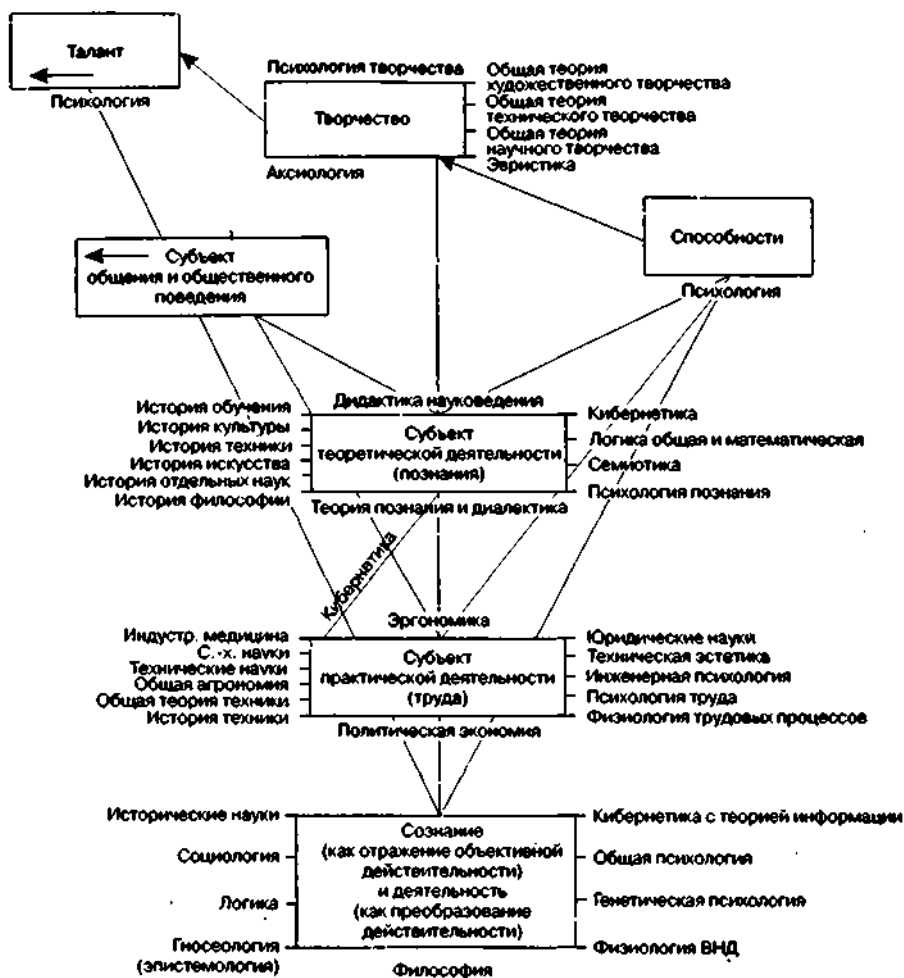 Талант
Психология
Психология творчества
Творчество
Аксиология
Общая теория
художественного творчества
Общая теория
технического творчества
Общая теория
научного творчества
Эвристика
Субъект
общения и общественного
поведения
Способности
Психология
Дидактика науковедения
История обучения
История культуры
История техники
История искусства
История отдельных наук
История философии
Субъект
теоретической деятельности
(познания)
Кибернетика
Логика общая и математическая
Семиотика
Психология познания
Теория познания и диалектика
Кибернетика
Эргономика
Индустр. медицина
С.-х. науки
Технические науки
Общая агрономия
Общая теория техники
История техники
Субъект
практической деятельности
(труда)
Юридические науки
Техническая эстетика
Инженерная психология
Психология труда
Физиология трудовых процессов
Политическая экономия
Исторические науки
Социология
Логика
Гносеология
(эпистемология)
Сознание
(как отражение объективной
действительности)
и деятельность
(как преобразование
действительности)
Кибернетика с теорией информации
Общая психология
Генетическая психология
Физиология ВНД
Философия